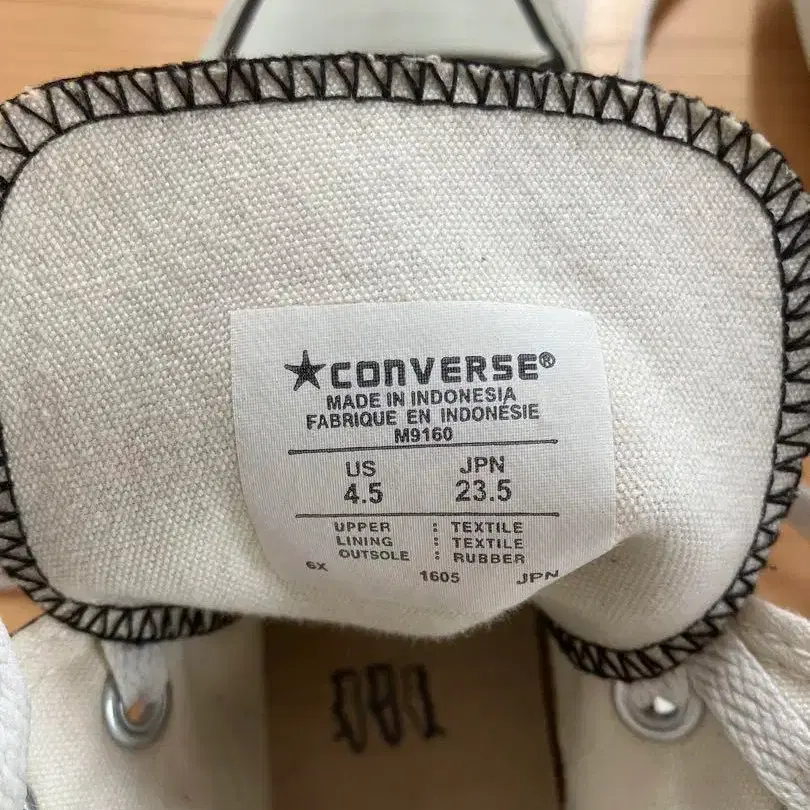 ★CONVERSE®
MADE IN INDONESIA
FABRIQUE EN INDONÉSIE
M9160
US JPN
4.5 23.5
UPPER : TEXTILE
LINING : TEXTILE
OUTSOLE : RUBBER
6X 1605 JPN